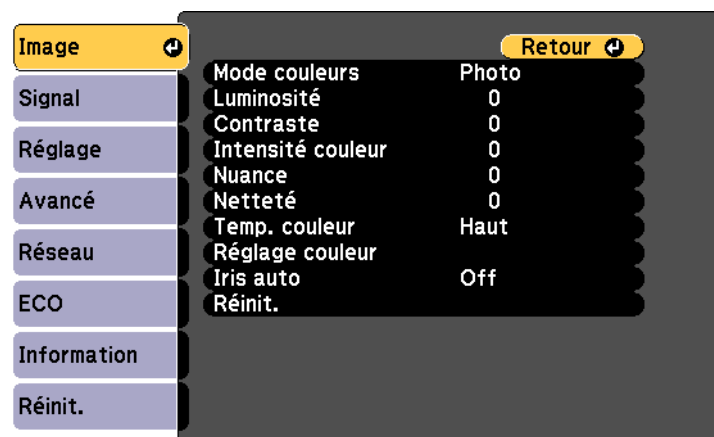 Image
Signal
Réglage
Avancé
Réseau
ECO
Information
Réinit.
Retour
Mode couleurs Photo
Luminosité 0
Contraste 0
Intensité couleur 0
Nuance 0
Netteté 0
Temp. couleur Haut
Réglage couleur
Iris auto Off
Réinit.